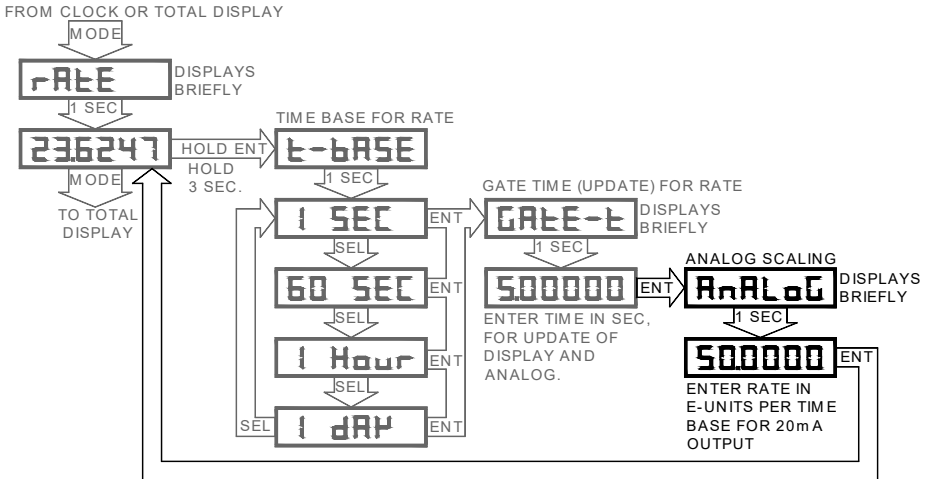 FROM CLOCK OR TOTAL DISPLAY
MODE
rAtE
DISPLAYS
BRIEFLY
1 SEC
23.6247
HOLD ENT
HOLD
3 SEC.
MODE
TO TOTAL
DISPLAY
TIME BASE FOR RATE
t-bASE
1 SEC
1 SEC
ENT
SEL
60 SEC
ENT
SEL
1 Hour
ENT
SEL
1 dAY
SEL
ENT
GATE TIME (UPDATE) FOR RATE
GAtE-t
DISPLAYS
BRIEFLY
1 SEC
5.00000
ENT
ENTER TIME IN SEC,
FOR UPDATE OF
DISPLAY AND
ANALOG.
ANALOG SCALING
AnALoG
DISPLAYS
BRIEFLY
1 SEC
50.0000
ENT
ENTER RATE IN
E-UNITS PER TIME
BASE FOR 20mA
OUTPUT